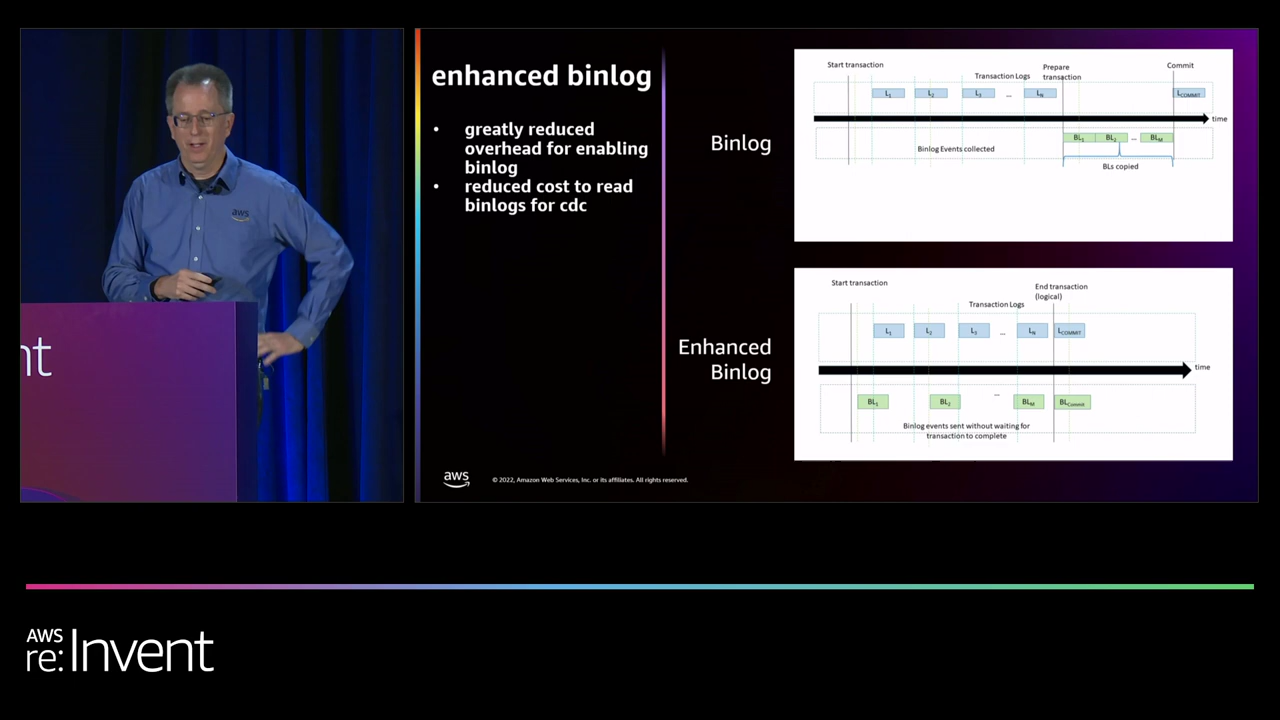 aws
nt
enhanced binlog
• greatly reduced
overhead for enabling
binlog
• reduced cost to read
binlogs for cdc
Binlog
Start transaction
Transaction Logs
Prepare
transaction
Commit
L1
L2
L3
...
LN
LCOMMIT
time
Binlog Events collected
BL1
BL2
...
BLM
BLs copied
Enhanced
Binlog
Start transaction
Transaction Logs
End transaction
(logical)
L1
L2
L3
...
LN
LCOMMIT
time
BL1
BL2
...
BLM
BLCommit
Binlog events sent without waiting for
transaction to complete
aws
© 2022, Amazon Web Services, Inc. or its affiliates. All rights reserved.
AWS
re:Invent